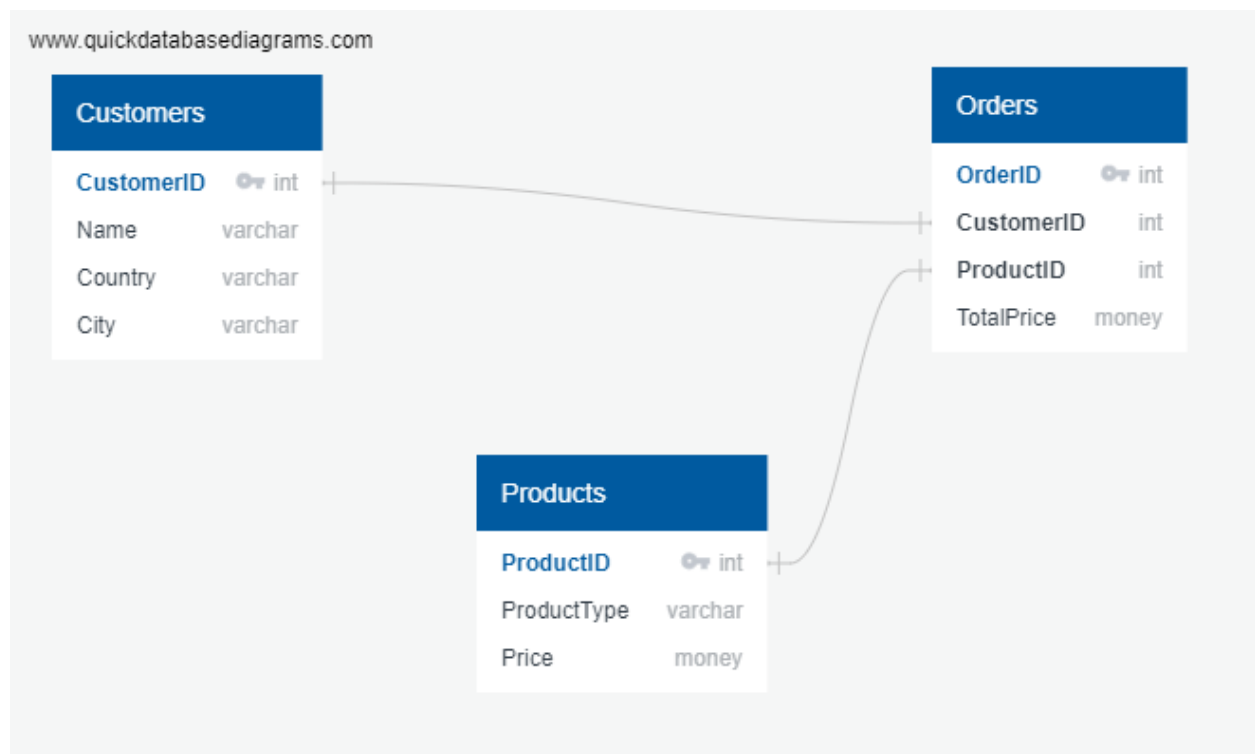 www.quickdatabasediagrams.com
Customers
CustomerID int
Name varchar
Country varchar
City varchar
Orders
OrderID int
CustomerID int
ProductID int
TotalPrice money
Products
ProductID int
ProductType varchar
Price money